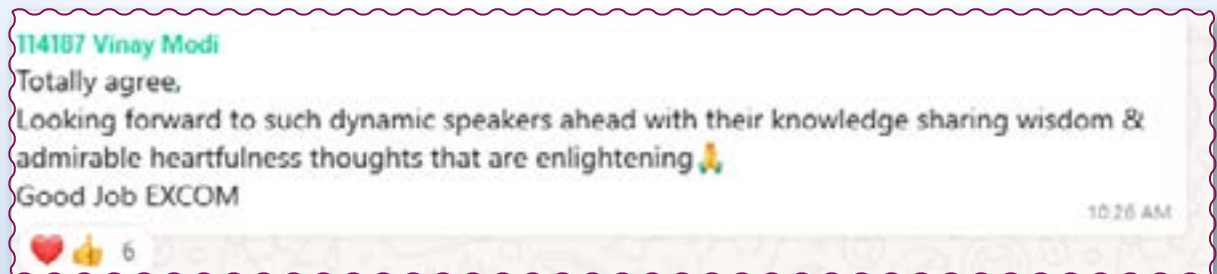 114187 Vinay Modi
Totally agree,
Looking forward to such dynamic speakers ahead with their knowledge sharing wisdom &
admirable heartfulness thoughts that are enlightening🙏
Good Job EXCOM
10:26 AM
❤️👍 6